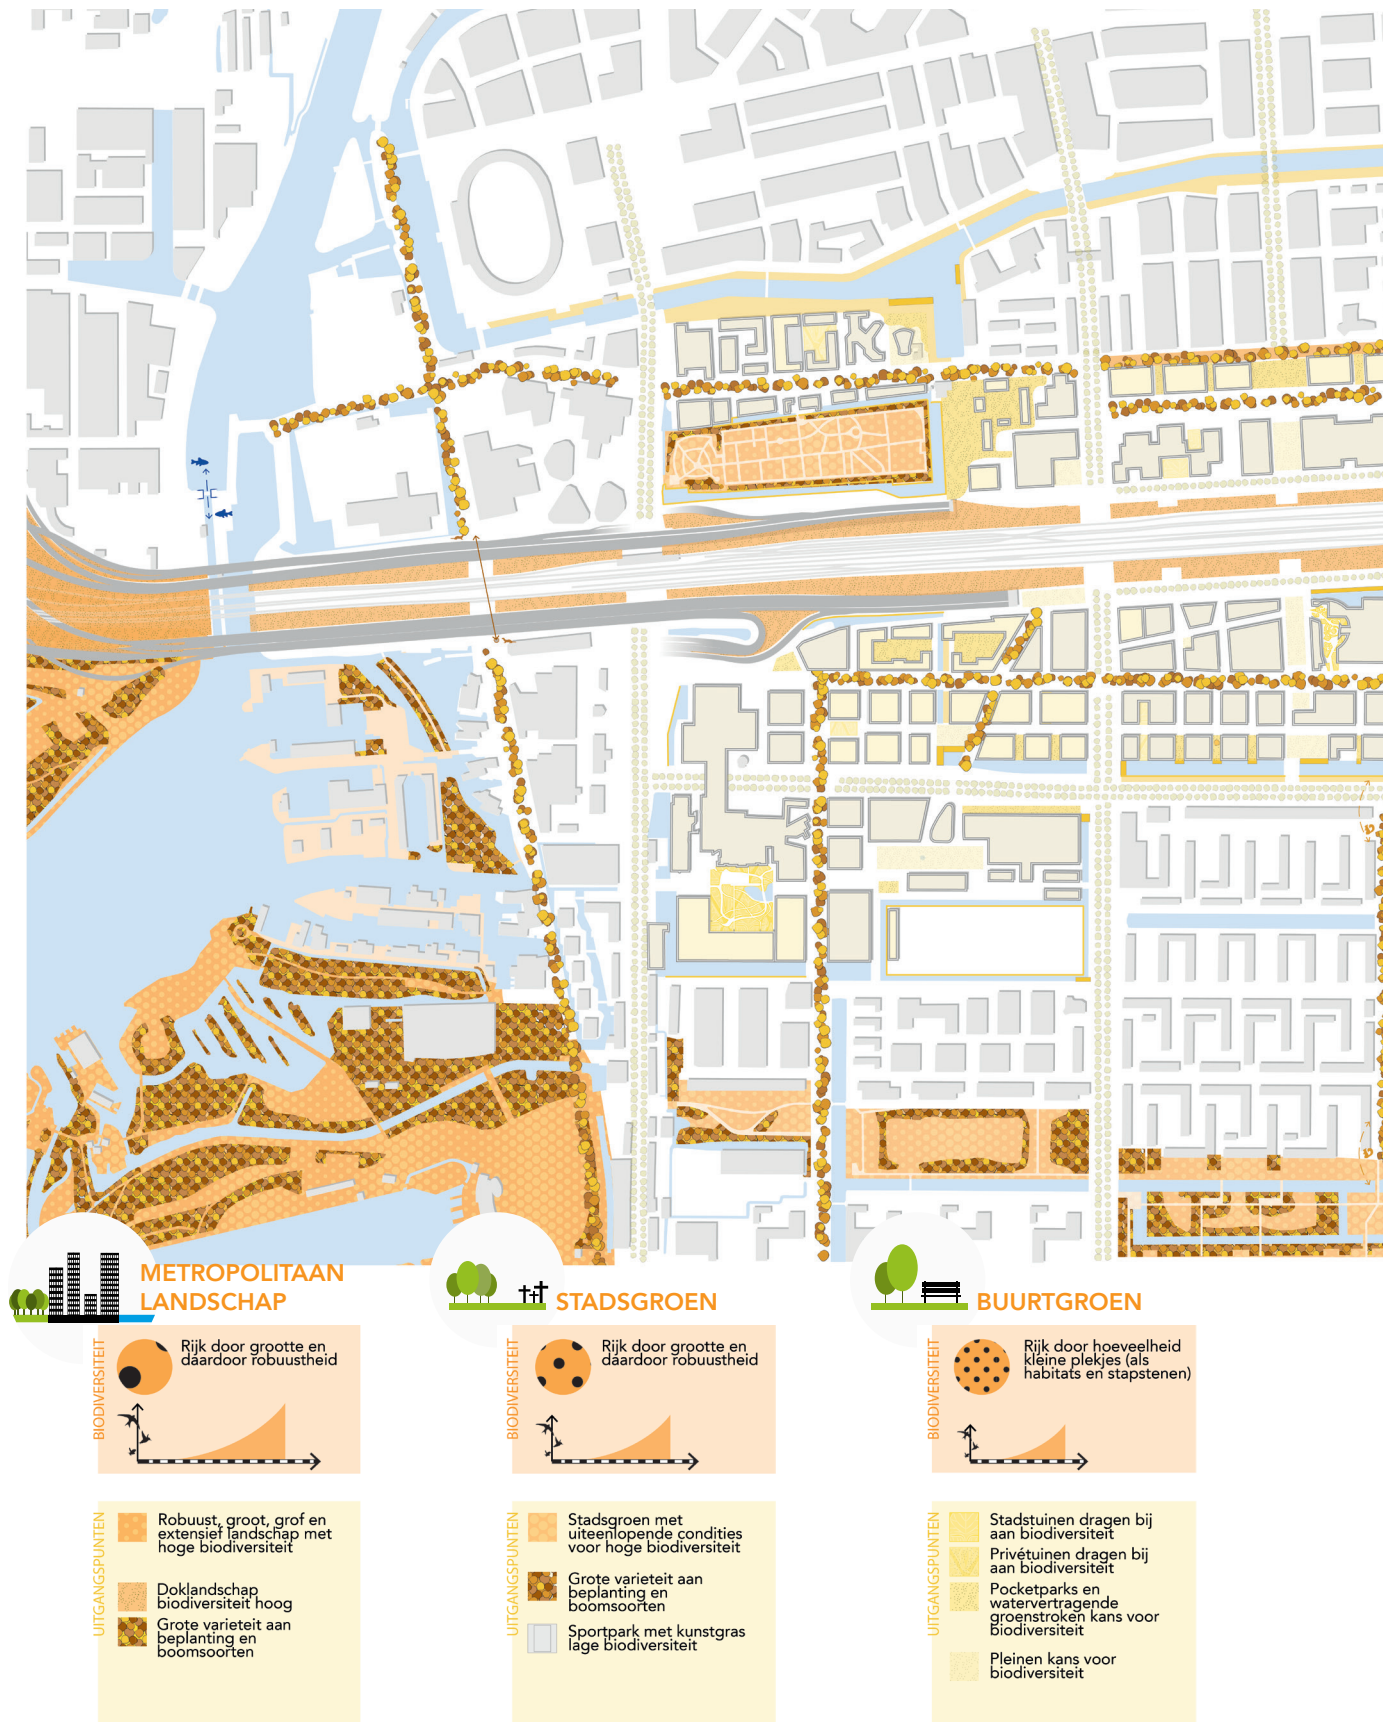 METROPOLITAAN
LANDSCHAP
BIODIVERSITEIT
Rijk door grootte en
daardoor robuustheid
UITGANGSPUNTEN
Robuust, groot, grof en
extensief landschap met
hoge biodiversiteit
Doklandschap
biodiversiteit hoog
Grote varieteit aan
beplanting en
boomsoorten
STADSGROEN
BIODIVERSITEIT
Rijk door grootte en
daardoor robuustheid
UITGANGSPUNTEN
Stadsgroen met
uiteenlopende condities
voor hoge biodiversiteit
Grote varieteit aan
beplanting en
boomsoorten
Sportpark met kunstgras
lage biodiversiteit
BUURTGROEN
BIODIVERSITEIT
Rijk door hoeveelheid
kleine plekjes (als
habitats en stapstenen)
UITGANGSPUNTEN
Stadstuinen dragen bij
aan biodiversiteit
Privétuinen dragen bij
aan biodiversiteit
Pocketparks en
watervertragende
groenstroken kans voor
biodiversiteit
Pleinen kans voor
biodiversiteit